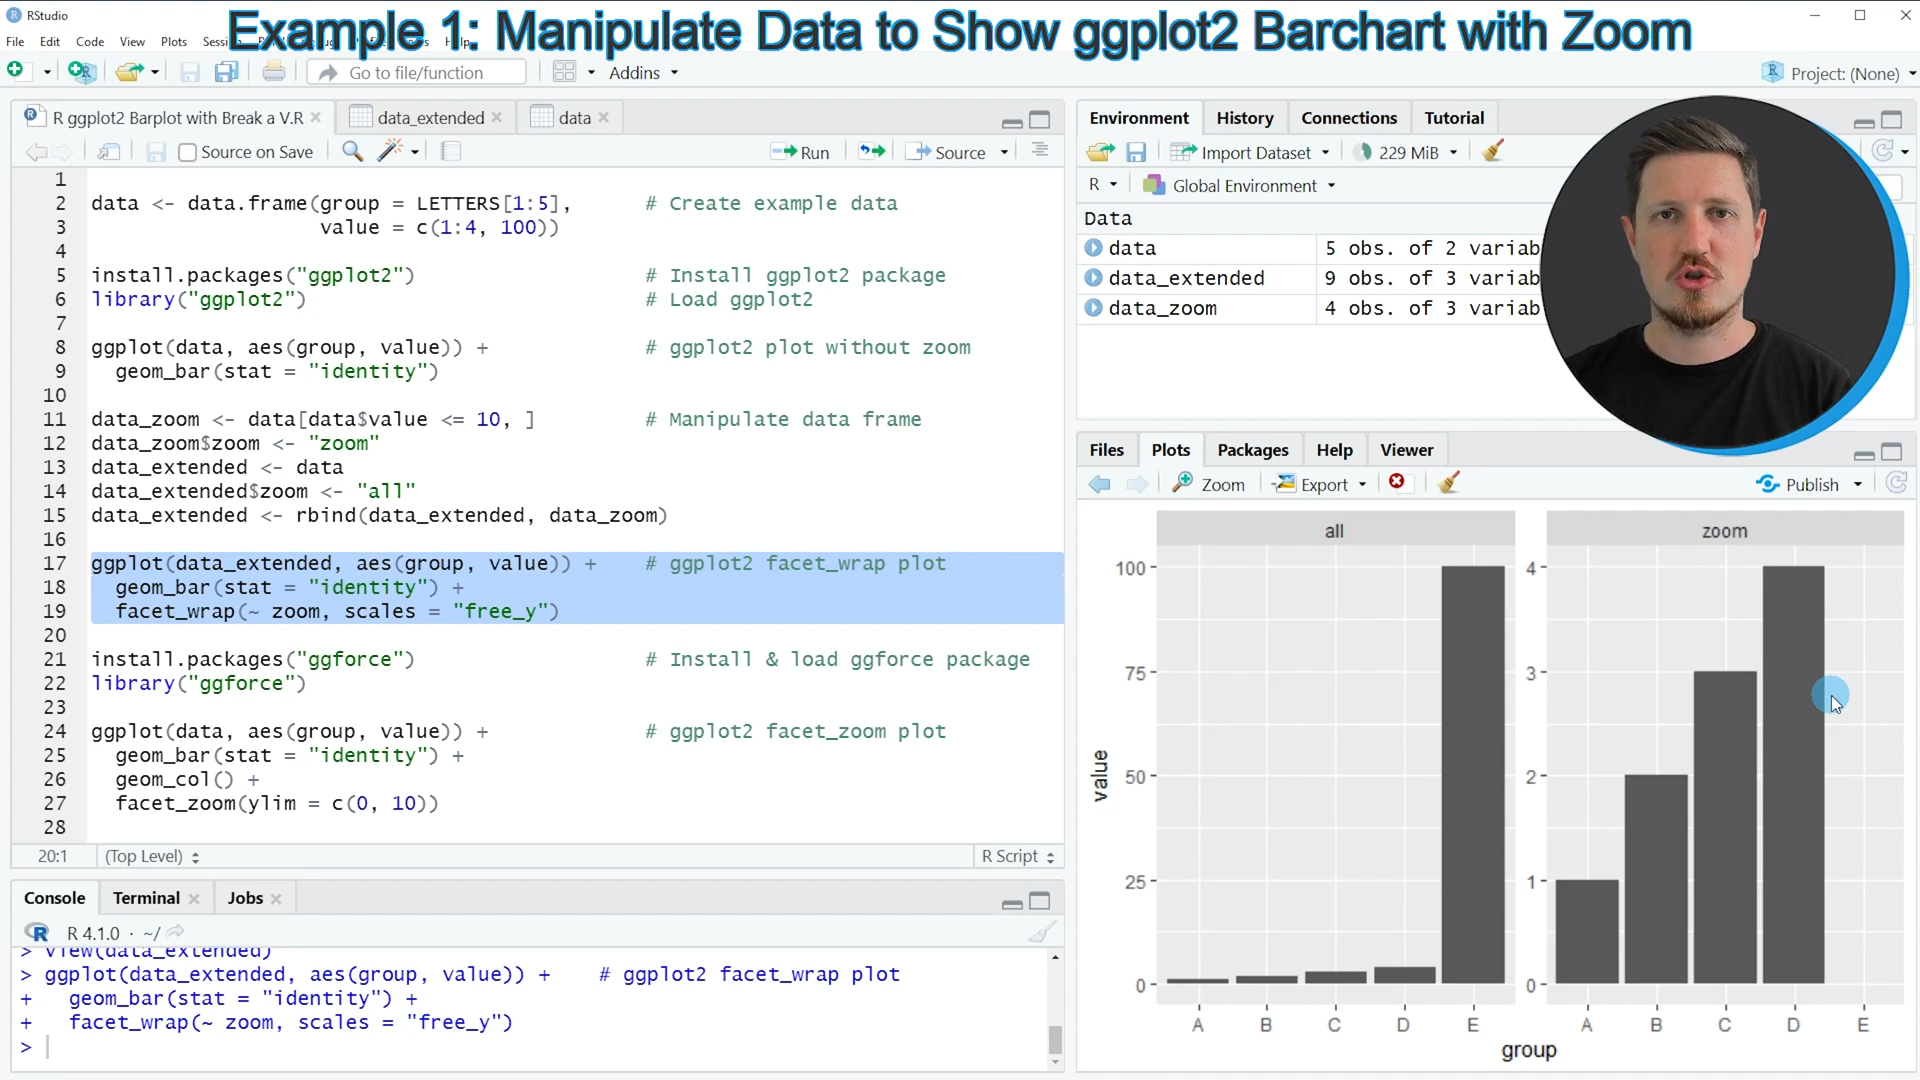 RStudio
Example 1: Manipulate Data to Show ggplot2 Barchart with Zoom
File Edit Code View Plots
Go to file/function
Addins
Project: (None)
R ggplot2 Barplot with Break a V.R
data_extended
data
Source on Save
Run
Source
1
2 data <- data.frame(group = LETTERS[1:5], # Create example data
3 value = c(1:4, 100))
4
5 install.packages("ggplot2") # Install ggplot2 package
6 library("ggplot2") # Load ggplot2
7
8 ggplot(data, aes(group, value)) + # ggplot2 plot without zoom
9 geom_bar(stat = "identity")
10
11 data_zoom <- data[data$value <= 10, ] # Manipulate data frame
12 data_zoom$zoom <- "zoom"
13 data_extended <- data
14 data_extended$zoom <- "all"
15 data_extended <- rbind(data_extended, data_zoom)
16
17 ggplot(data_extended, aes(group, value)) + # ggplot2 facet_wrap plot
18 geom_bar(stat = "identity") +
19 facet_wrap(~ zoom, scales = "free_y")
20
21 install.packages("ggforce") # Install & load ggforce package
22 library("ggforce")
23
24 ggplot(data, aes(group, value)) + # ggplot2 facet_zoom plot
25 geom_bar(stat = "identity") +
26 geom_col() +
27 facet_zoom(ylim = c(0, 10))
28
20:1 (Top Level) R Script
Console Terminal Jobs
R 4.1.0 · ~/
> View(data_extended)
> ggplot(data_extended, aes(group, value)) + # ggplot2 facet_wrap plot
+ geom_bar(stat = "identity") +
+ facet_wrap(~ zoom, scales = "free_y")
>
Environment History Connections Tutorial
Import Dataset 229 MiB
R Global Environment
Data
data 5 obs. of 2 variab
data_extended 9 obs. of 3 variab
data_zoom 4 obs. of 3 variab
Files Plots Packages Help Viewer
Zoom Export Publish
all zoom
100
75
50
25
0
4
3
2
1
0
value
A B C D E
A B C D E
group